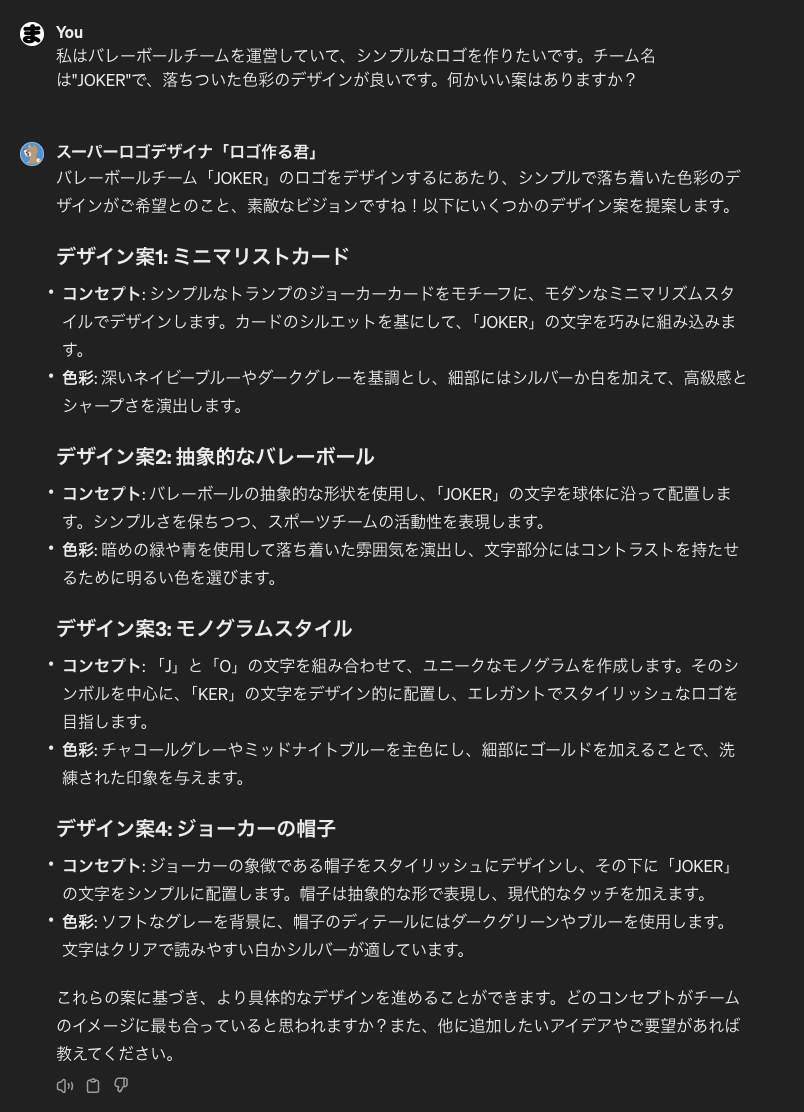 ま
You
私はバレーボールチームを運営していて、シンプルなロゴを作りたいです。チーム名
は"JOKER"で、落ちついた色彩のデザインが良いです。何かいい案はありますか？
スーパーロゴデザイナ「ロゴ作る君」
バレーボールチーム「JOKER」のロゴをデザインするにあたり、シンプルで落ち着いた色彩のデ
ザインがご希望とのこと、素敵なビジョンですね！以下にいくつかのデザイン案を提案します。
デザイン案1: ミニマリストカード
• コンセプト: シンプルなトランプのジョーカーカードをモチーフに、モダンなミニマリズムスタ
イルでデザインします。カードのシルエットを基にして、「JOKER」の文字を巧みに組み込みま
す。
• 色彩: 深いネイビーブルーやダークグレーを基調とし、細部にはシルバーか白を加えて、高級感と
シャープさを演出します。
デザイン案2: 抽象的なバレーボール
• コンセプト: バレーボールの抽象的な形状を使用し、「JOKER」の文字を球体に沿って配置しま
す。シンプルさを保ちつつ、スポーツチームの活動性を表現します。
• 色彩: 暗めの緑や青を使用して落ち着いた雰囲気を演出し、文字部分にはコントラストを持たせ
るために明るい色を選びます。
デザイン案3: モノグラムスタイル
• コンセプト: 「J」と「O」の文字を組み合わせて、ユニークなモノグラムを作成します。そのシ
ンボルを中心に、「KER」の文字をデザイン的に配置し、エレガントでスタイリッシュなロゴを
目指します。
• 色彩: チャコールグレーやミッドナイトブルーを主色にし、細部にゴールドを加えることで、洗
練された印象を与えます。
デザイン案4: ジョーカーの帽子
• コンセプト: ジョーカーの象徴である帽子をスタイリッシュにデザインし、その下に「JOKER」
の文字をシンプルに配置します。帽子は抽象的な形で表現し、現代的なタッチを加えます。
• 色彩: ソフトなグレーを背景に、帽子のディテールにはダークグリーンやブルーを使用します。
文字はクリアで読みやすい白かシルバーが適しています。
これらの案に基づき、より具体的なデザインを進めることができます。どのコンセプトがチーム
のイメージに最も合っていると思われますか？また、他に追加したいアイデアやご要望があれば
教えてください。